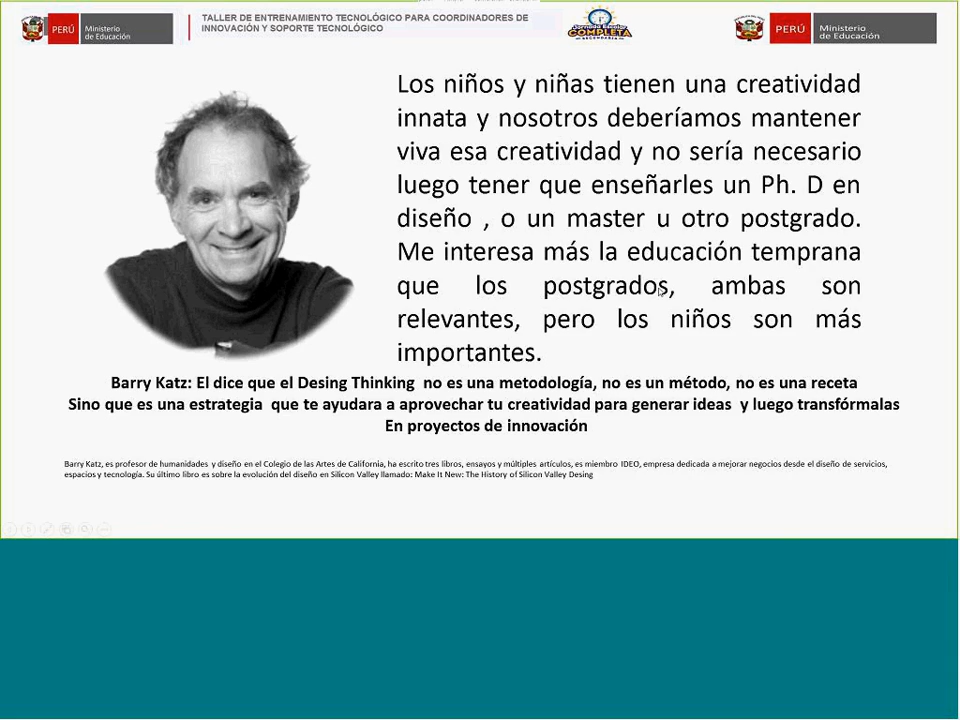 PERÚ
Ministerio
de Educación
TALLER DE ENTRENAMIENTO TECNOLÓGICO PARA COORDINADORES DE
INNOVACIÓN Y SOPORTE TECNOLÓGICO
COMPLETA
PERÚ
Ministerio
de Educación
Los niños y niñas tienen una creatividad
innata y nosotros deberíamos mantener
viva esa creatividad y no sería necesario
luego tener que enseñarles un Ph. D en
diseño , o un master u otro postgrado.
Me interesa más la educación temprana
que los postgrados, ambas son
relevantes, pero los niños son más
importantes.
Barry Katz: El dice que el Desing Thinking no es una metodología, no es un método, no es una receta
Sino que es una estrategia que te ayudara a aprovechar tu creatividad para generar ideas y luego transfórmalas
En proyectos de innovación
Barry Katz, es profesor de humanidades y diseño en el Colegio de las Artes de California, ha escrito tres libros, ensayos y múltiples artículos, es miembro IDEO, empresa dedicada a mejorar negocios desde el diseño de servicios,
espacios y tecnología. Su último libro es sobre la evolución del diseño en Silicon Valley llamado: Make It New: The History of Silicon Valley Desing